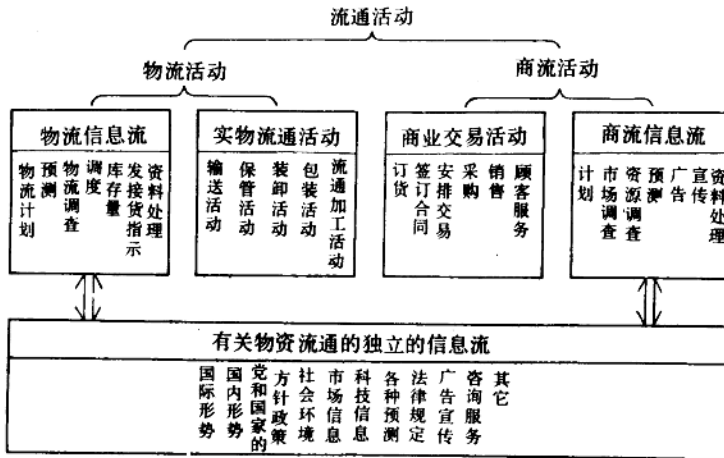 流通活动
物流活动
商流活动
物流信息流
物流计划
预测
物流调查
调度
库存量
发接货指示
资料处理
实物流通活动
输送活动
保管活动
装卸活动
包装活动
流通加工活动
商业交易活动
订货
签订合同
安排交易
采购
销售
顾客服务
商流信息流
计划
市场调查
资源调查
预测
广告
宣传
资料处理
有关物资流通的独立的信息流
国际形势
国内形势
党和国家的
方针政策
社会环境
市场信息
科技信息
各种预测
法律规定
广告宣传
咨询服务
其它